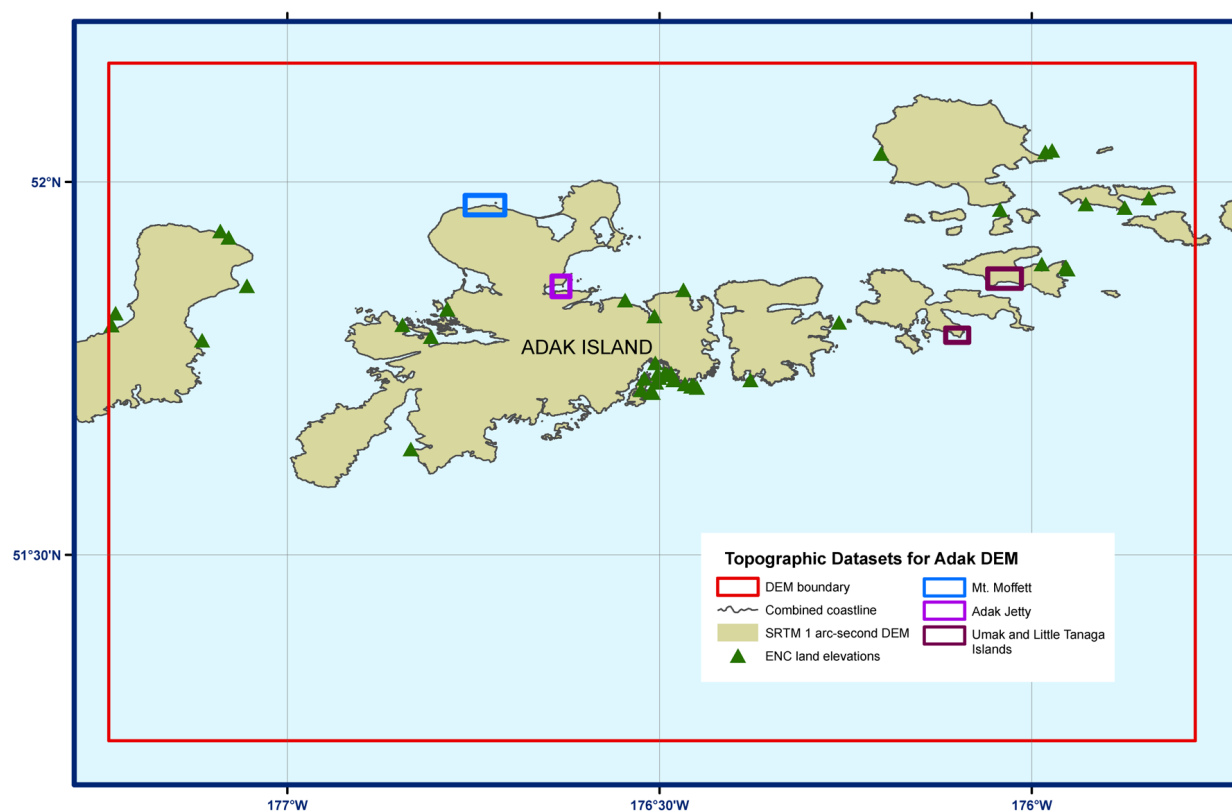 52°N
ADAK ISLAND
51°30'N
Topographic Datasets for Adak DEM
DEM boundary
Combined coastline
SRTM 1 arc-second DEM
ENC land elevations
Mt. Moffett
Adak Jetty
Umak and Little Tanaga
Islands
177°W
176°30'W
176°W